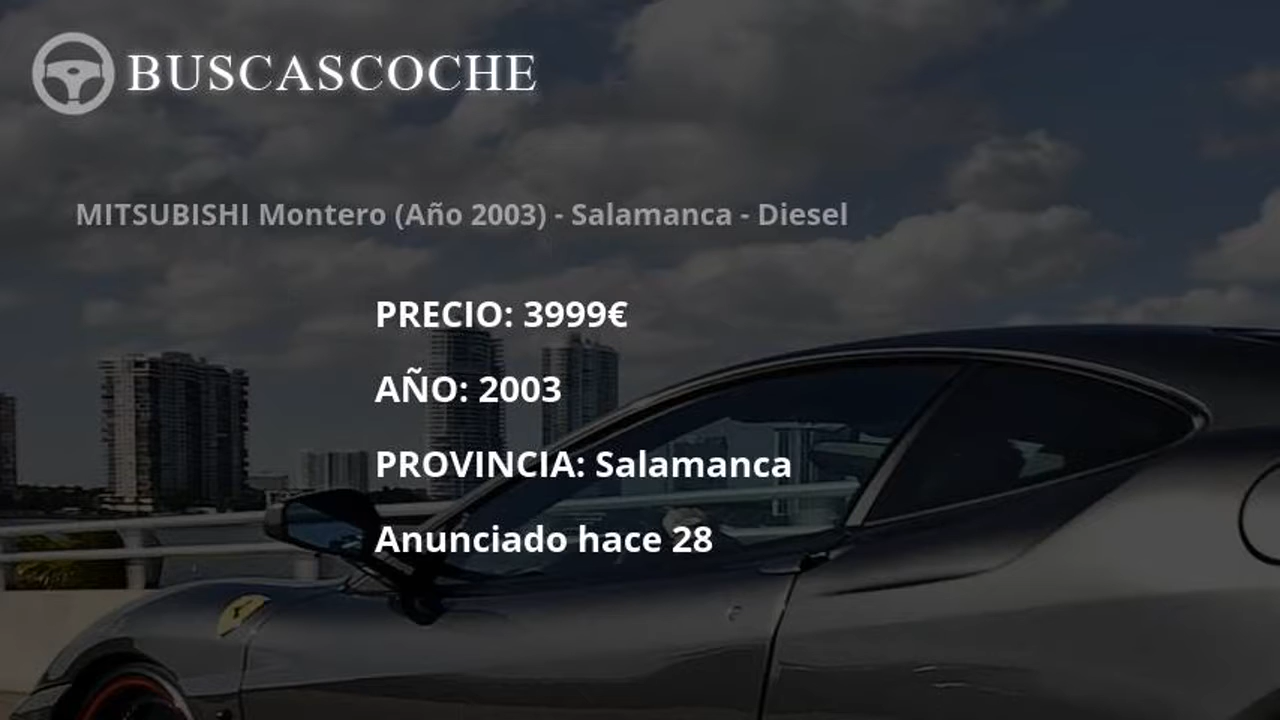 BUSCASCOCHE
MITSUBISHI Montero (Año 2003) - Salamanca - Diesel
PRECIO: 3999€
AÑO: 2003
PROVINCIA: Salamanca
Anunciado hace 28